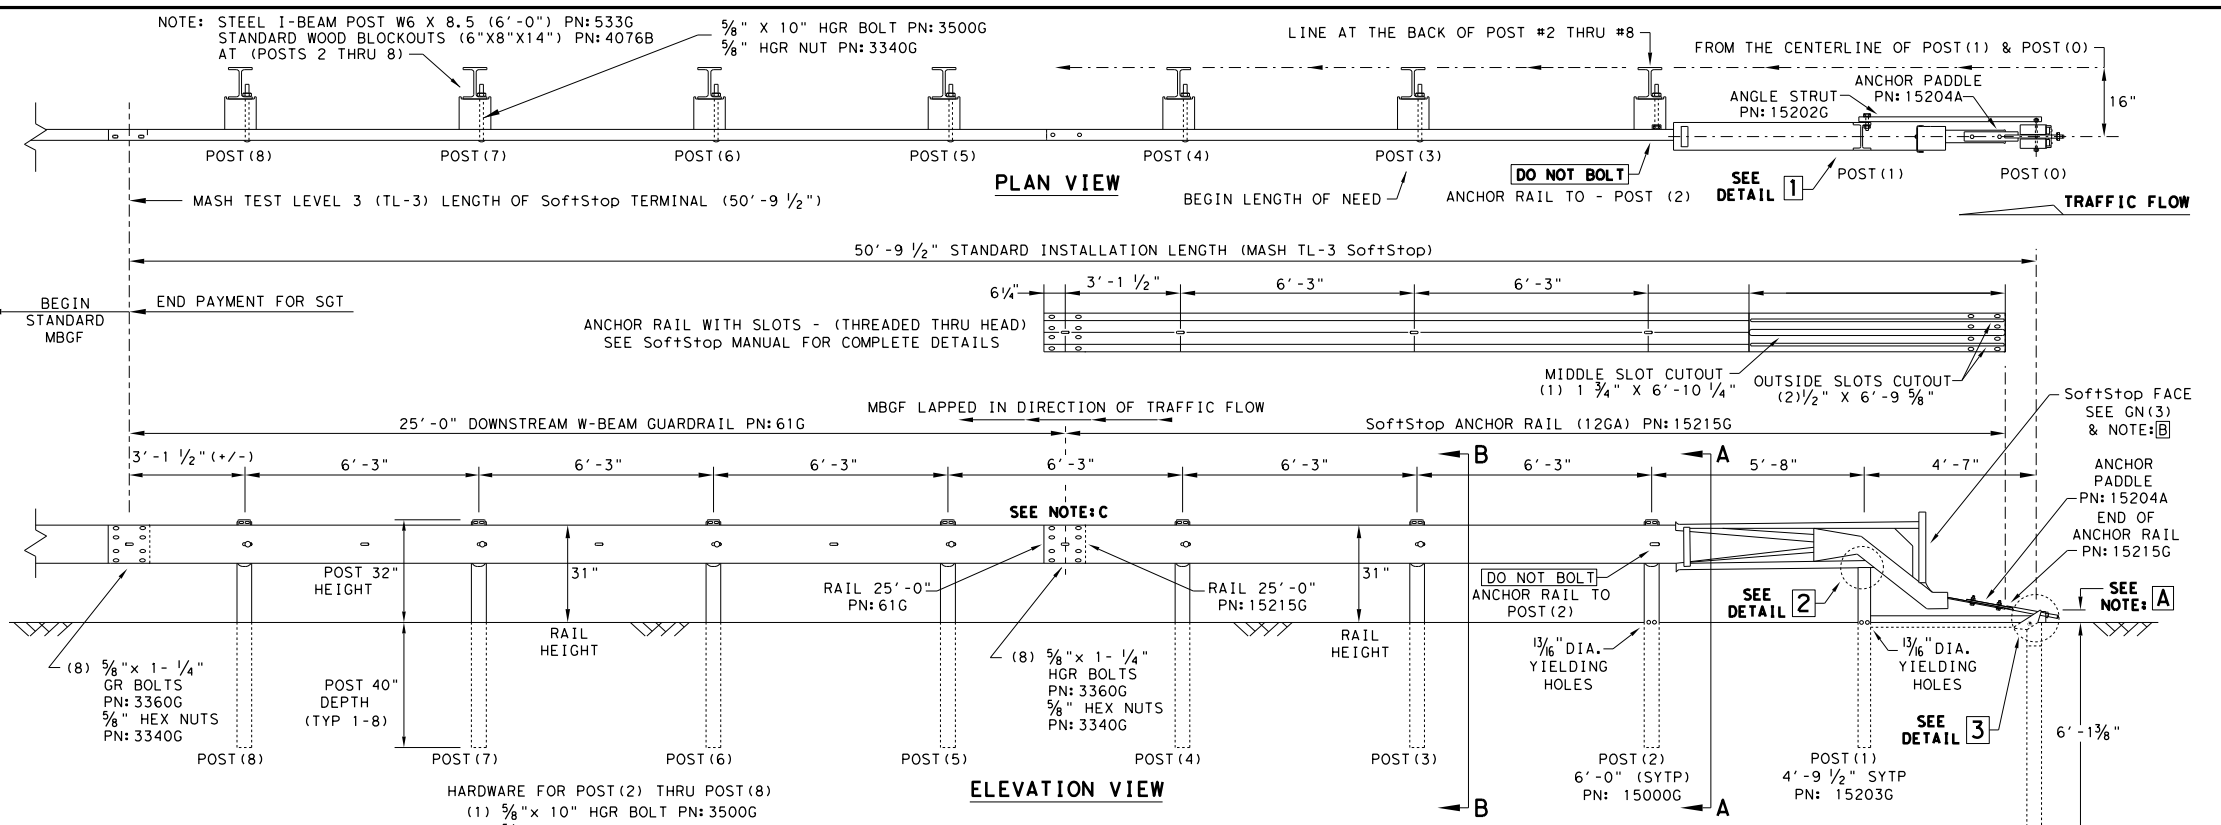 NOTE: STEEL I-BEAM POST W6 X 8.5 (6'-0") PN:533G
STANDARD WOOD BLOCKOUTS (6"X8"X14") PN:4076B
AT (POSTS 2 THRU 8)
⅝" X 10" HGR BOLT PN:3500G
⅝" HGR NUT PN:3340G
LINE AT THE BACK OF POST #2 THRU #8
FROM THE CENTERLINE OF POST(1) & POST(0)
ANCHOR PADDLE
PN:15204A
ANGLE STRUT
PN:15202G
16"
POST(8)
POST(7)
POST(6)
POST(5)
POST(4)
POST(3)
DO NOT BOLT
ANCHOR RAIL TO - POST (2)
SEE
DETAIL 1
POST(1)
POST(0)
PLAN VIEW
BEGIN LENGTH OF NEED
MASH TEST LEVEL 3 (TL-3) LENGTH OF SoftStop TERMINAL (50'-9 ½")
TRAFFIC FLOW
50'-9 ½" STANDARD INSTALLATION LENGTH (MASH TL-3 SoftStop)
BEGIN
STANDARD
MBGF
END PAYMENT FOR SGT
6¼"
3'-1 ½"
6'-3"
6'-3"
ANCHOR RAIL WITH SLOTS - (THREADED THRU HEAD)
SEE SoftStop MANUAL FOR COMPLETE DETAILS
MIDDLE SLOT CUTOUT
(1) 1 ¾" X 6'-10 ¼"
OUTSIDE SLOTS CUTOUT
(2)½" X 6'-9 ⅝"
SoftStop FACE
SEE GN(3)
& NOTE:B
MBGF LAPPED IN DIRECTION OF TRAFFIC FLOW
25'-0" DOWNSTREAM W-BEAM GUARDRAIL PN:61G
SoftStop ANCHOR RAIL (12GA) PN:15215G
3'-1 ½"(+/-)
6'-3"
6'-3"
6'-3"
6'-3"
6'-3"
6'-3"
5'-8"
4'-7"
B
A
ANCHOR
PADDLE
PN:15204A
END OF
ANCHOR RAIL
PN:15215G
SEE NOTE:C
POST 32"
HEIGHT
31"
RAIL
HEIGHT
RAIL 25'-0"
PN:61G
RAIL 25'-0"
PN:15215G
31"
RAIL
HEIGHT
DO NOT BOLT
ANCHOR RAIL TO
POST(2)
SEE
DETAIL 2
SEE
NOTE: A
(8) ⅝"x 1-¼"
GR BOLTS
PN:3360G
⅝" HEX NUTS
PN:3340G
POST 40"
DEPTH
(TYP 1-8)
(8) ⅝"x 1-¼"
HGR BOLTS
PN:3360G
⅝" HEX NUTS
PN:3340G
13/16" DIA.
YIELDING
HOLES
13/16" DIA.
YIELDING
HOLES
SEE
DETAIL 3
6'-1⅜"
POST(8)
POST(7)
POST(6)
POST(5)
POST(4)
POST(3)
POST(2)
6'-0" (SYTP)
PN: 15000G
POST(1)
4'-9 ½" SYTP
PN: 15203G
ELEVATION VIEW
B
A
HARDWARE FOR POST(2) THRU POST(8)
(1) ⅝"x 10" HGR BOLT PN:3500G